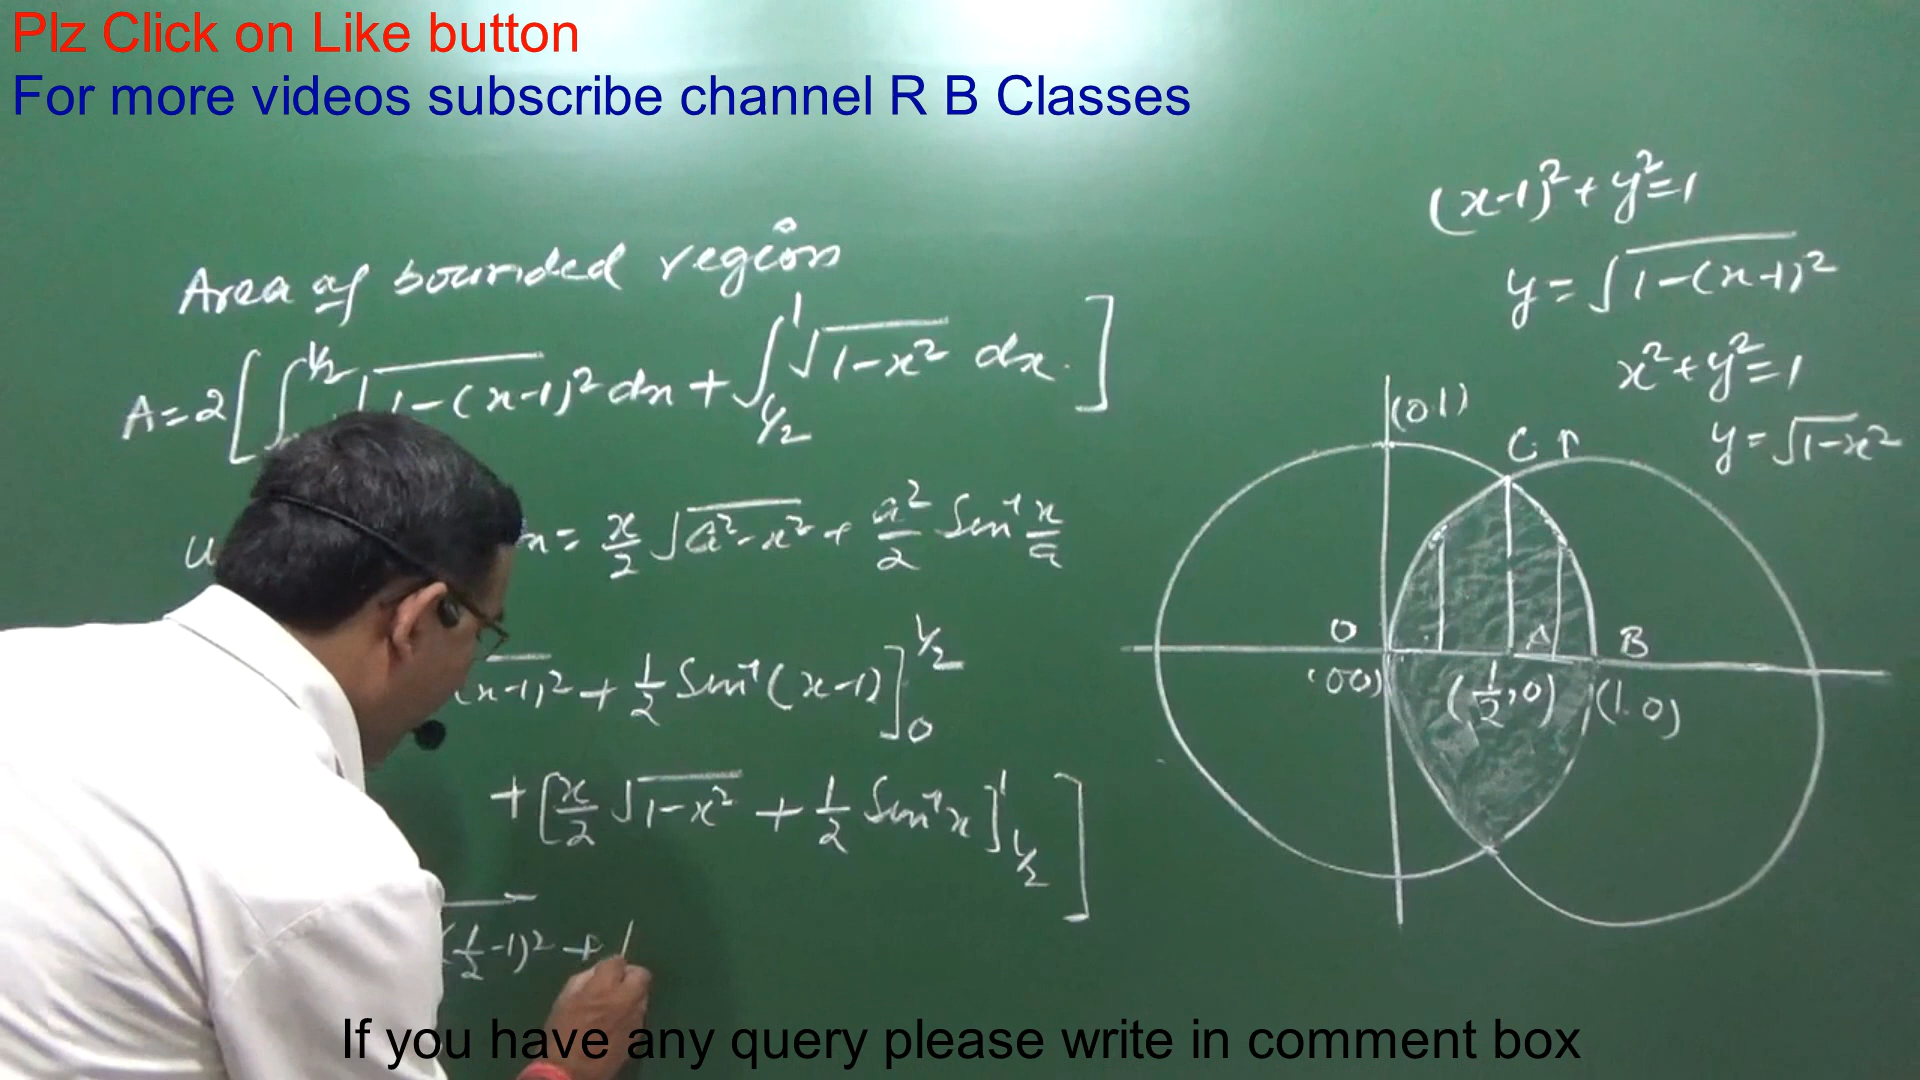 Plz Click on Like button
For more videos subscribe channel R B Classes
Area of bounded region
A=2[∫ 1/2 √1-(x-1)² dx + ∫ 1/2 1 √1-x² dx.]
= x/2 √a²-x² + a²/2 Sin⁻¹ x/a
(x-1)² + 1/2 Sin⁻¹(x-1)] 0 1/2
+[x/2 √1-x² + 1/2 Sin⁻¹x] 1/2 1 ]
(1/2-1)² +
(x-1)²+y²=1
y=√1-(x-1)²
x²+y²=1
y=√1-x²
(0.1)
C
O
A
B
(00)
(1/2,0)
(1.0)
If you have any query please write in comment box